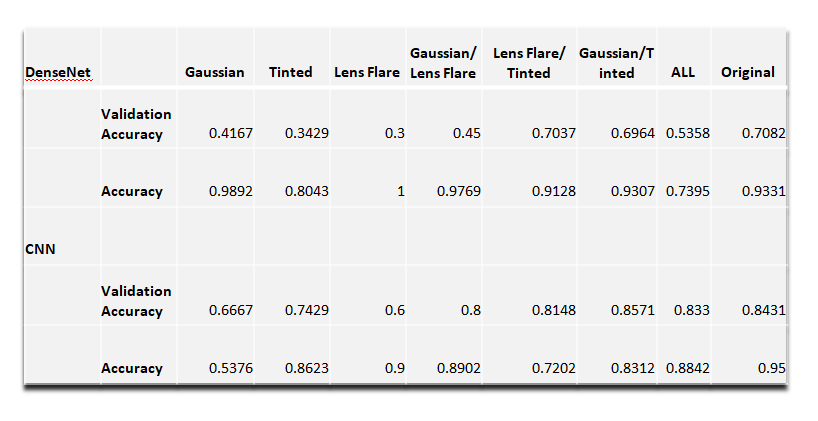 DenseNet Gaussian Tinted Lens Flare Gaussian/ Lens Flare Lens Flare/ Tinted Gaussian/T inted ALL Original
Validation
Accuracy 0.4167 0.3429 0.3 0.45 0.7037 0.6964 0.5358 0.7082
Accuracy 0.9892 0.8043 1 0.9769 0.9128 0.9307 0.7395 0.9331
CNN
Validation
Accuracy 0.6667 0.7429 0.6 0.8 0.8148 0.8571 0.833 0.8431
Accuracy 0.5376 0.8623 0.9 0.8902 0.7202 0.8312 0.8842 0.95